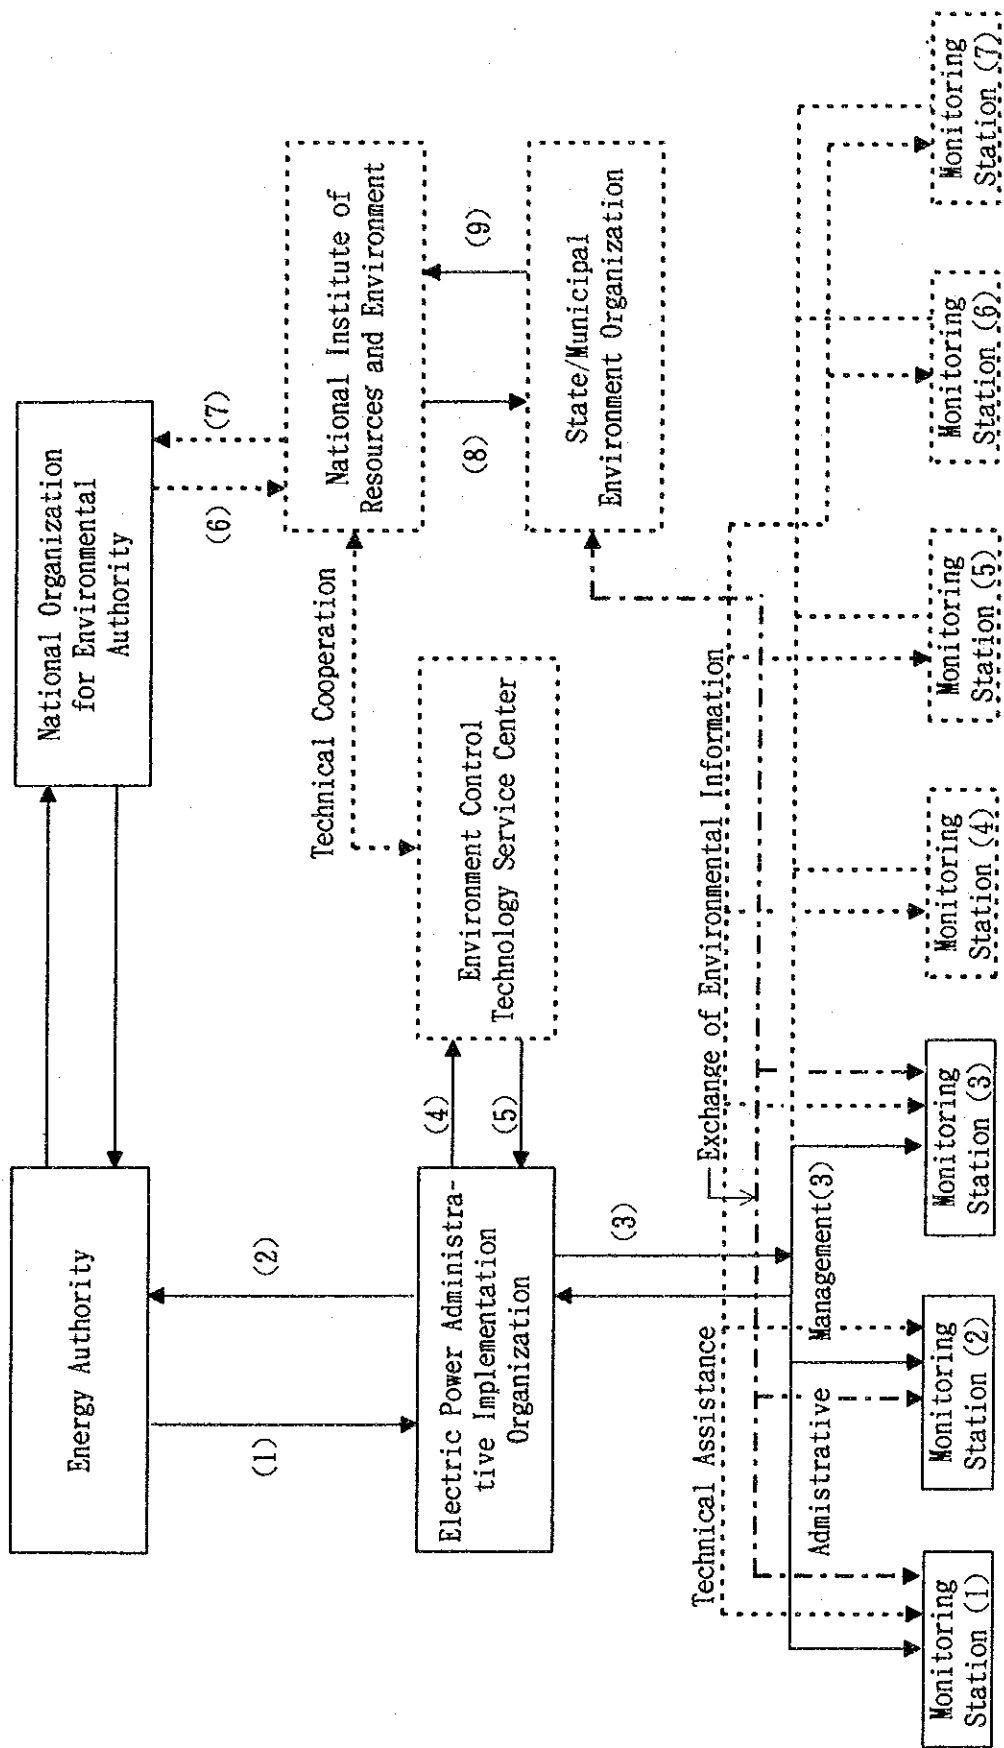 Energy Authority
National Organization
for Environmental
Authority
(1)
(2)
(6)
(7)
Electric Power Administra-
tive Implementation
Organization
(4)
(5)
Environment Control
Technology Service Center
Technical Cooperation
National Institute of
Resources and Environment
(8)
(9)
State/Municipal
Environment Organization
(3)
Technical Assistance
Exchange of Environmental Information
Admistrative
Management(3)
Monitoring
Station (1)
Monitoring
Station (2)
Monitoring
Station (3)
Monitoring
Station (4)
Monitoring
Station (5)
Monitoring
Station (6)
Monitoring
Station (7)